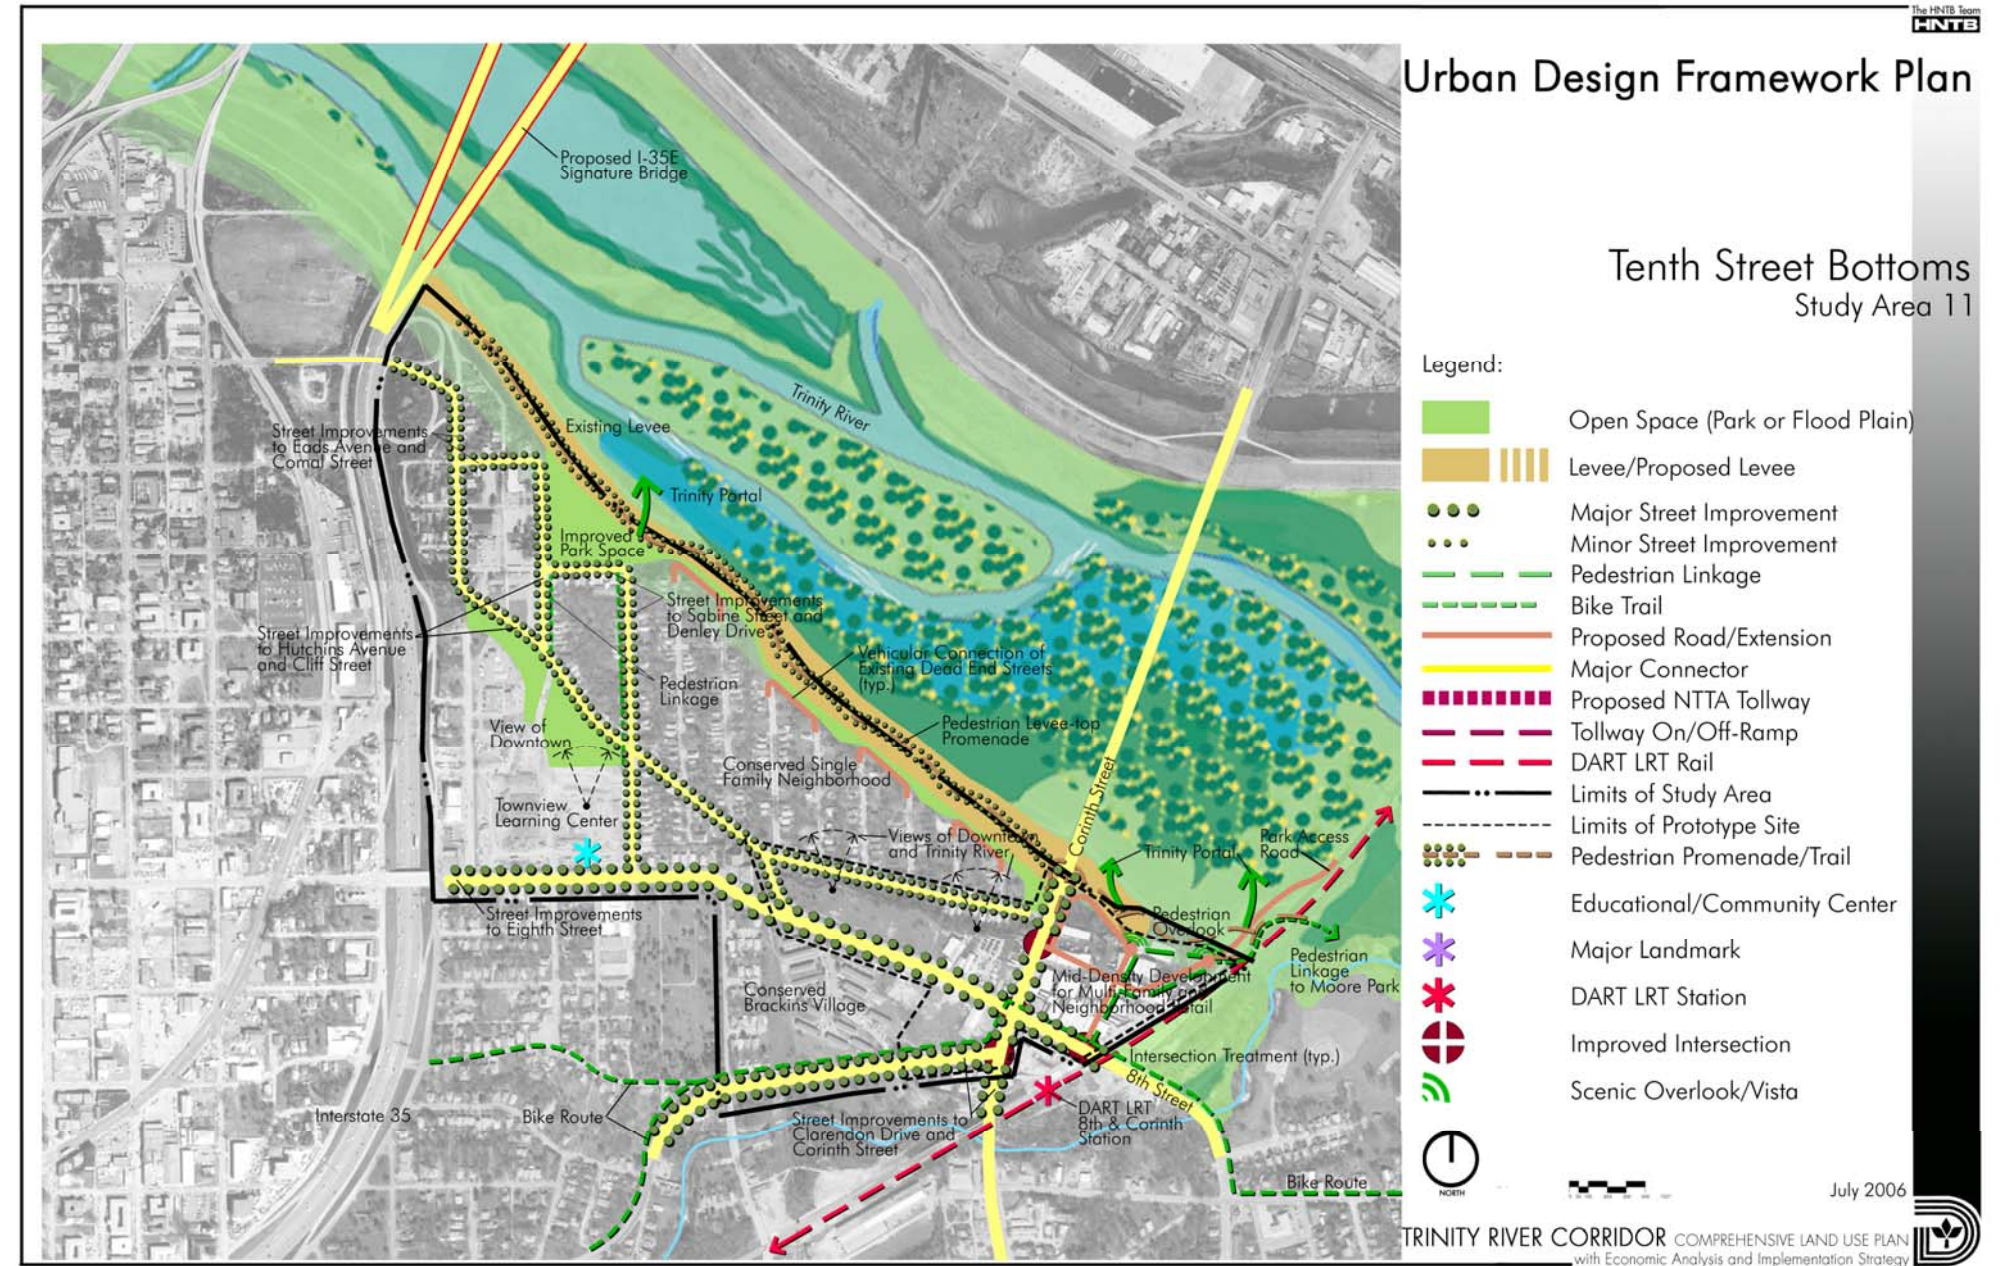 The HNTB Team
HNTB
Urban Design Framework Plan
Tenth Street Bottoms
Study Area 11
Legend:
Open Space (Park or Flood Plain)
Levee/Proposed Levee
Major Street Improvement
Minor Street Improvement
Pedestrian Linkage
Bike Trail
Proposed Road/Extension
Major Connector
Proposed NTTA Tollway
Tollway On/Off-Ramp
DART LRT Rail
Limits of Study Area
Limits of Prototype Site
Pedestrian Promenade/Trail
Educational/Community Center
Major Landmark
DART LRT Station
Improved Intersection
Scenic Overlook/Vista
NORTH
July 2006
TRINITY RIVER CORRIDOR COMPREHENSIVE LAND USE PLAN
with Economic Analysis and Implementation Strategy
Proposed I-35E
Signature Bridge
Trinity River
Existing Levee
Street Improvements
to Eads Avenue and
Comal Street
Trinity Portal
Improved
Park Space
Street Improvements
to Sabine Street and
Denley Drive
Street Improvements
to Hutchins Avenue
and Cliff Street
Vehicular Connection of
Existing Dead End Streets
(typ.)
Pedestrian
Linkage
Pedestrian Levee-top
Promenade
View of
Downtown
Conserved Single
Family Neighborhood
Corinth Street
Townview
Learning Center
Views of Downtown
and Trinity River
Trinity Portal
Park Access
Road
Street Improvements
to Eighth Street
Pedestrian
Overlook
Pedestrian
Linkage
to Moore Park
Mid-Density Development
for Multi-Family and
Neighborhood Retail
Conserved
Brackins Village
Intersection Treatment (typ.)
8th Street
Interstate 35
Bike Route
Street Improvements to
Clarendon Drive and
Corinth Street
DART LRT
8th & Corinth
Station
Bike Route